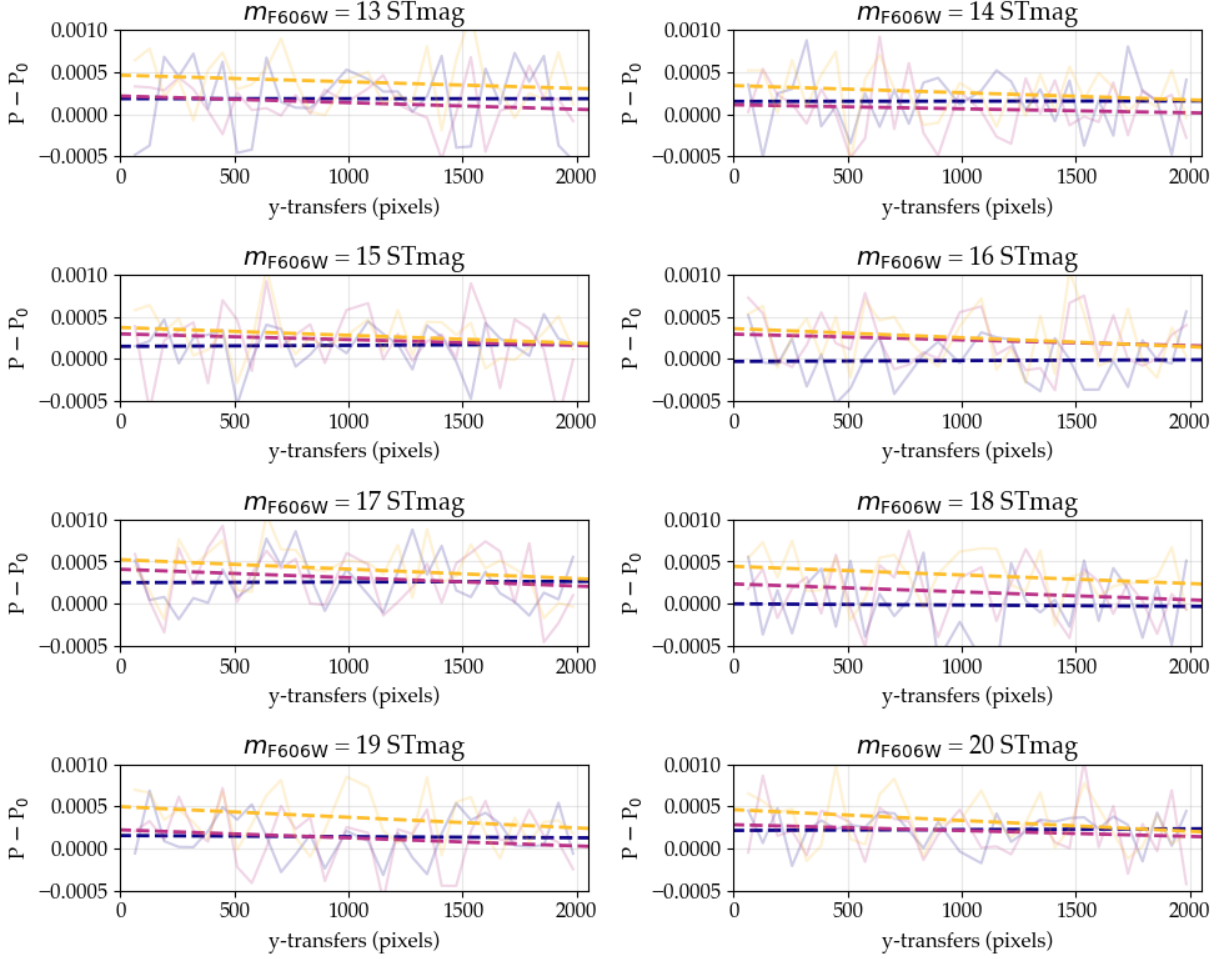 m_F606W = 13 STmag
m_F606W = 14 STmag
0.0010
0.0005
0.0000
−0.0005
P − P₀
0 500 1000 1500 2000
y-transfers (pixels)
0.0010
0.0005
0.0000
−0.0005
P − P₀
0 500 1000 1500 2000
y-transfers (pixels)
m_F606W = 15 STmag
m_F606W = 16 STmag
0.0010
0.0005
0.0000
−0.0005
P − P₀
0 500 1000 1500 2000
y-transfers (pixels)
0.0010
0.0005
0.0000
−0.0005
P − P₀
0 500 1000 1500 2000
y-transfers (pixels)
m_F606W = 17 STmag
m_F606W = 18 STmag
0.0010
0.0005
0.0000
−0.0005
P − P₀
0 500 1000 1500 2000
y-transfers (pixels)
0.0010
0.0005
0.0000
−0.0005
P − P₀
0 500 1000 1500 2000
y-transfers (pixels)
m_F606W = 19 STmag
m_F606W = 20 STmag
0.0010
0.0005
0.0000
−0.0005
P − P₀
0 500 1000 1500 2000
y-transfers (pixels)
0.0010
0.0005
0.0000
−0.0005
P − P₀
0 500 1000 1500 2000
y-transfers (pixels)